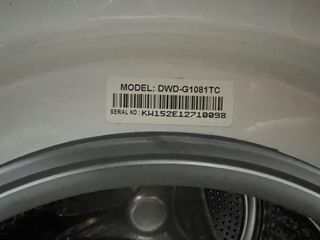 MODEL: DWD-G1081TC
SERIAL NO.: KW152E12710098